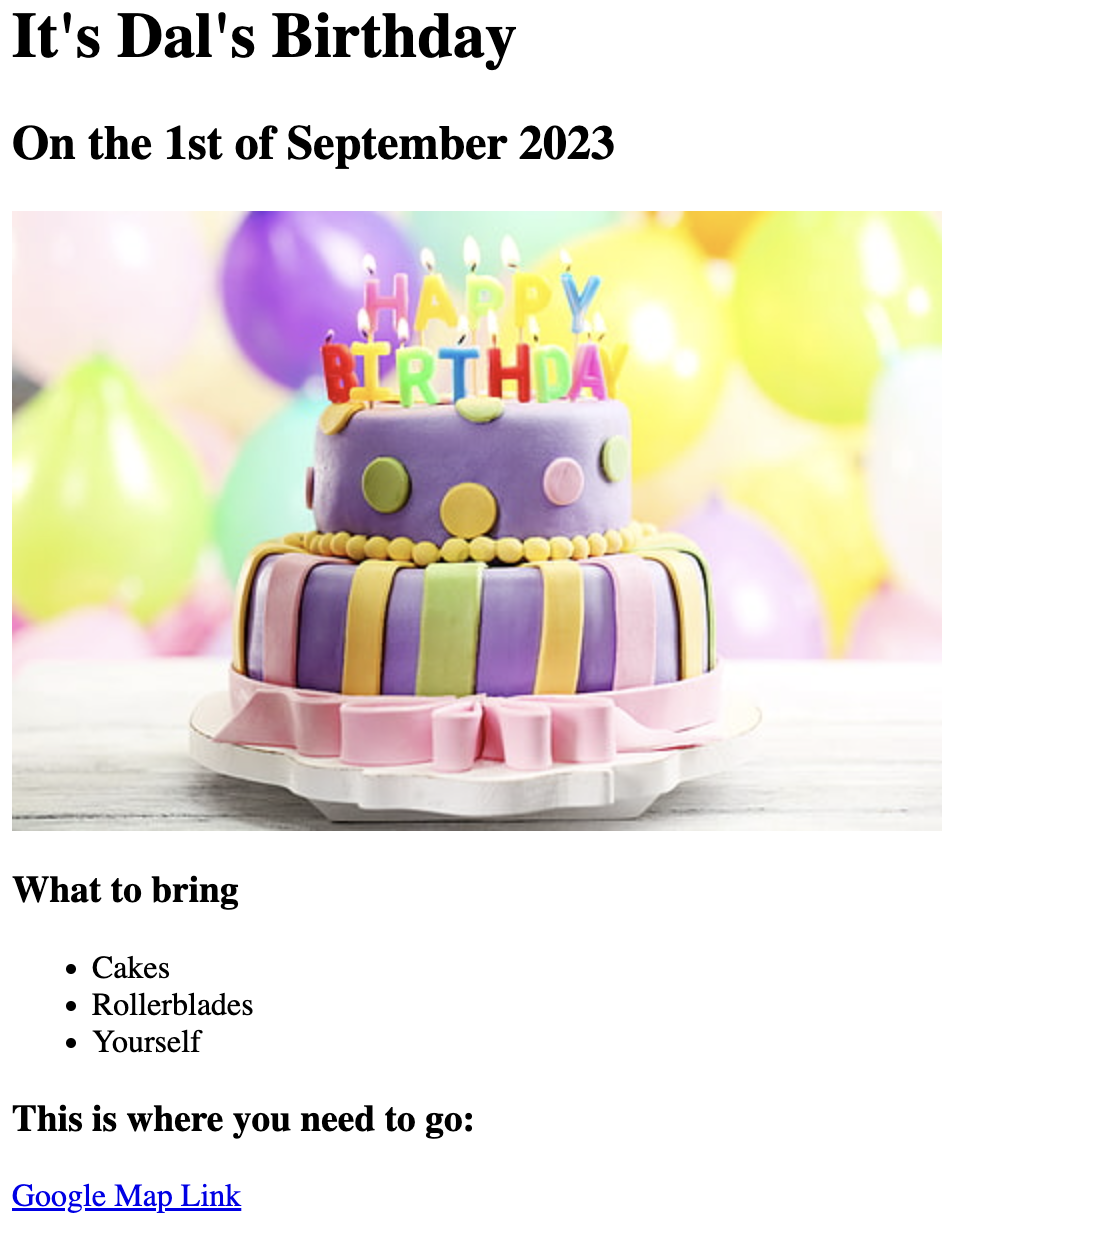 It's Dal's Birthday
On the 1st of September 2023
HAPPY
BIRTHDAY
What to bring
Cakes
Rollerblades
Yourself
This is where you need to go:
Google Map Link